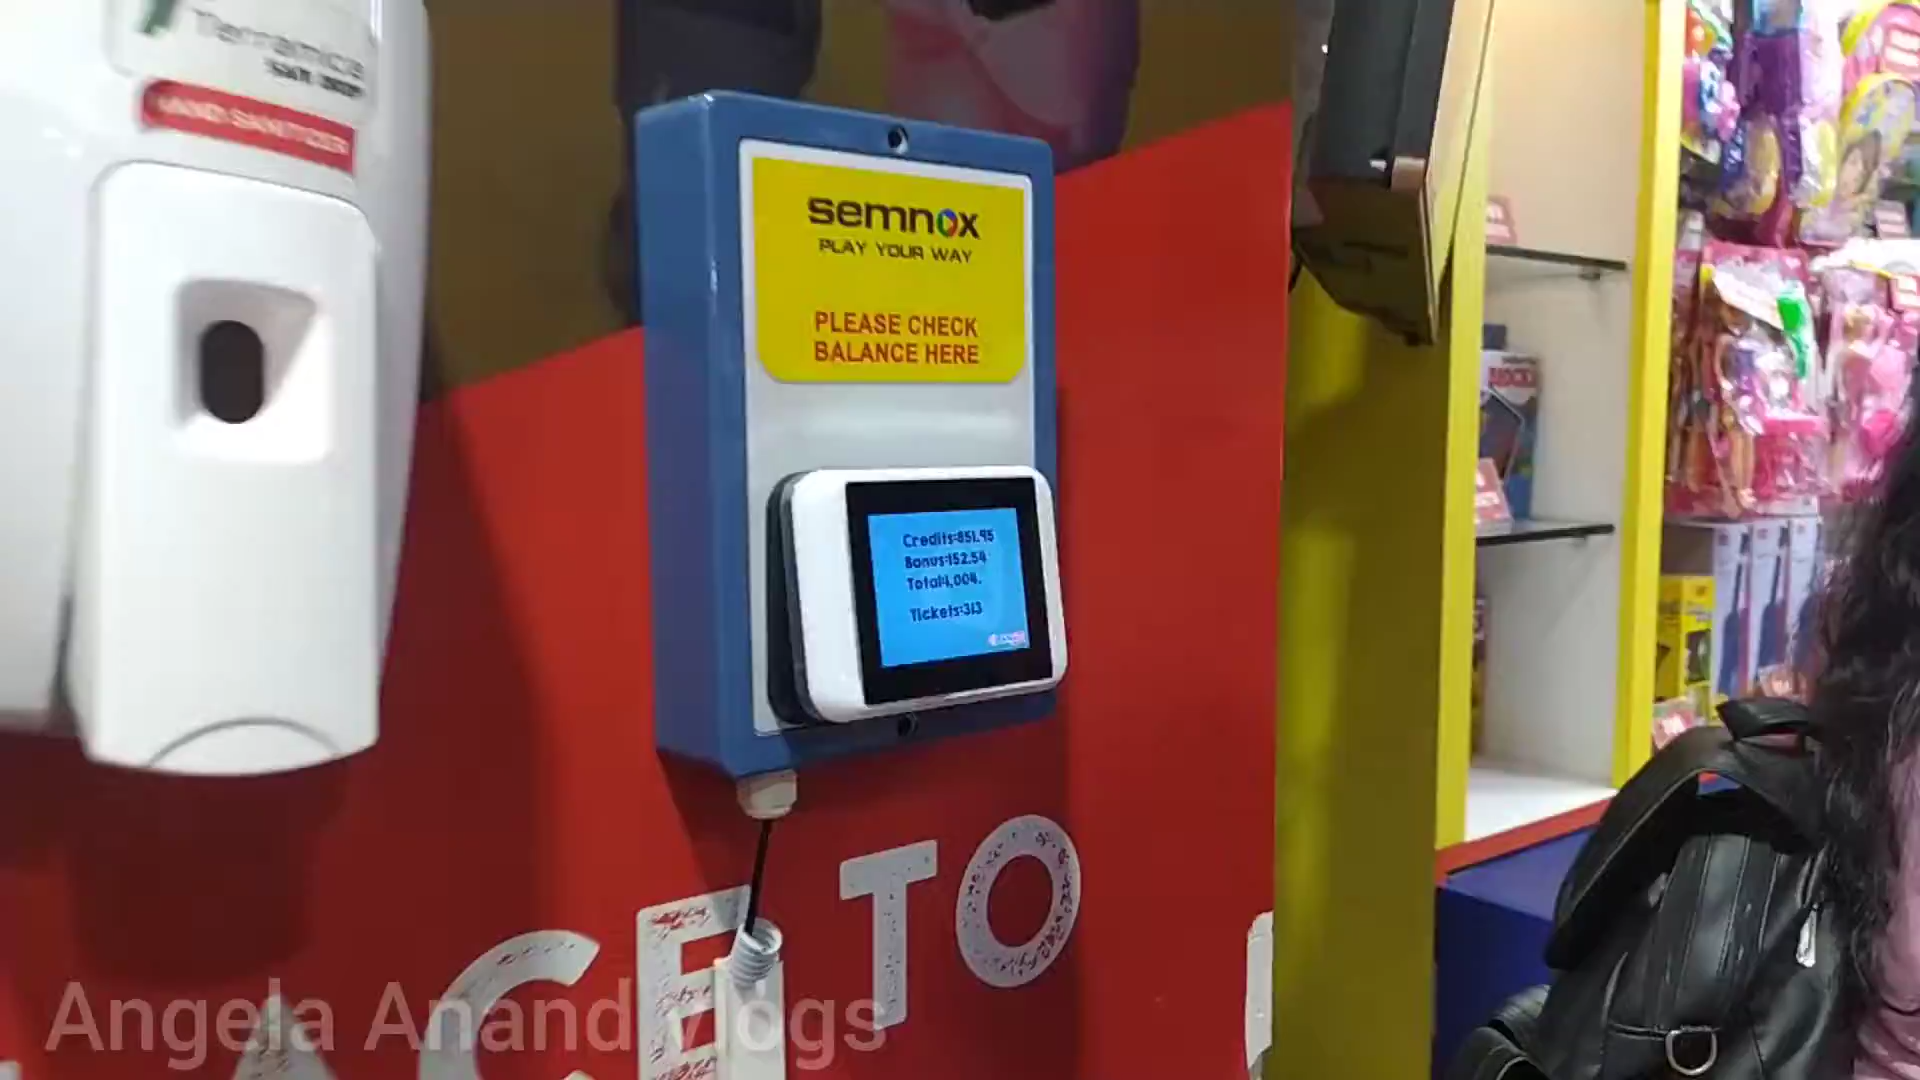 HAND SANITIZER
semnox
PLAY YOUR WAY
PLEASE CHECK
BALANCE HERE
Credits:851.95
Bonus:152.54
Total:1,004.
Tickets:313
ACE TO
Angela Anand vlogs